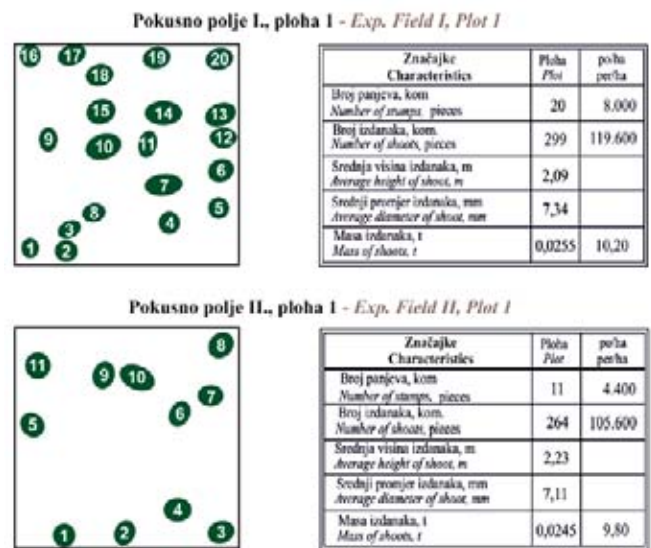 Pokusno polje I., ploha 1 - Exp. Field I, Plot 1
16 17 19 20
18
15 14 13
9 10 11 12
7 6
8 5
3 4
1 2
Značajke
Characteristics
Ploha
Plot
po/ha
per/ha
Broj panjeva, kom
Number of stumps, pieces
20 8.000
Broj izdanaka, kom.
Number of shoots, pieces
299 119.600
Srednja visina izdanaka, m
Average height of shoot, m
2,09
Srednji promjer izdanaka, mm
Average diameter of shoot, mm
7,34
Masa izdanaka, t
Mass of shoots, t
0,0255 10,20
Pokusno polje II., ploha 1 - Exp. Field II, Plot 1
8
11 9 10
7
5 6
4
1 2 3
Značajke
Characteristics
Ploha
Plot
po/ha
per/ha
Broj panjeva, kom
Number of stumps, pieces
11 4.400
Broj izdanaka, kom.
Number of shoots, pieces
264 105.600
Srednja visina izdanaka, m
Average height of shoot, m
2,23
Srednji promjer izdanaka, mm
Average diameter of shoot, mm
7,11
Masa izdanaka, t
Mass of shoots, t
0,0245 9,80